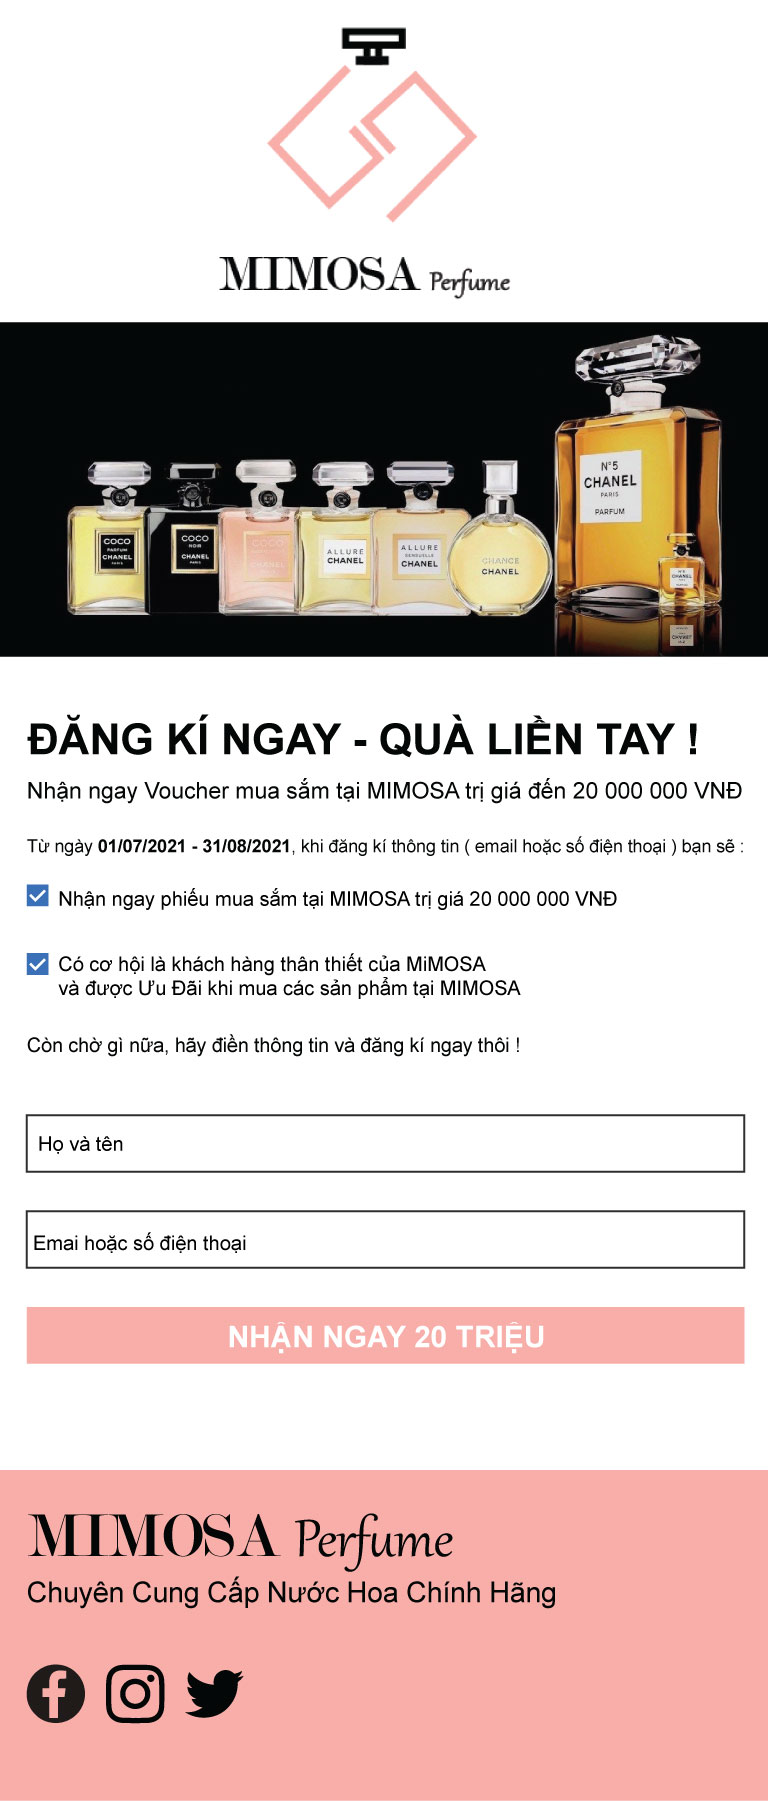 MIMOSA Perfume
COCO
PARFUM
CHANEL
PARIS
COCO
NOIR
CHANEL
PARIS
COCO
CHANEL
ALLURE
CHANEL
ALLURE
SENSUELLE
CHANEL
CHANCE
CHANEL
N°5
CHANEL
PARIS
PARFUM
N°5
CHANEL
ĐĂNG KÍ NGAY - QUÀ LIỀN TAY !
Nhận ngay Voucher mua sắm tại MIMOSA trị giá đến 20 000 000 VNĐ
Từ ngày 01/07/2021 - 31/08/2021, khi đăng kí thông tin ( email hoặc số điện thoại ) bạn sẽ :
Nhận ngay phiếu mua sắm tại MIMOSA trị giá 20 000 000 VNĐ
Có cơ hội là khách hàng thân thiết của MiMOSA
và được Ưu Đãi khi mua các sản phẩm tại MIMOSA
Còn chờ gì nữa, hãy điền thông tin và đăng kí ngay thôi !
Họ và tên
Emai hoặc số điện thoại
NHẬN NGAY 20 TRIỆU
MIMOSA Perfume
Chuyên Cung Cấp Nước Hoa Chính Hãng